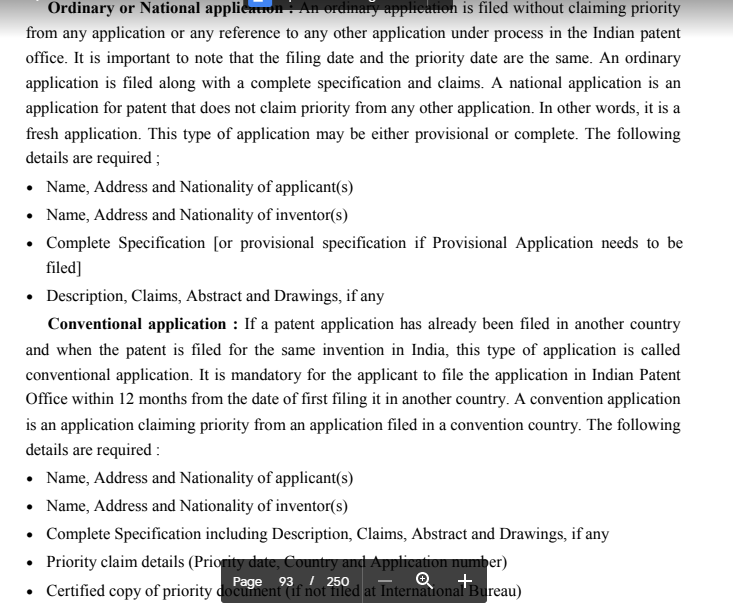 Ordinary or National application : An ordinary application is filed without claiming priority
from any application or any reference to any other application under process in the Indian patent
office. It is important to note that the filing date and the priority date are the same. An ordinary
application is filed along with a complete specification and claims. A national application is an
application for patent that does not claim priority from any other application. In other words, it is a
fresh application. This type of application may be either provisional or complete. The following
details are required ;
• Name, Address and Nationality of applicant(s)
• Name, Address and Nationality of inventor(s)
• Complete Specification [or provisional specification if Provisional Application needs to be
filed]
• Description, Claims, Abstract and Drawings, if any
Conventional application : If a patent application has already been filed in another country
and when the patent is filed for the same invention in India, this type of application is called
conventional application. It is mandatory for the applicant to file the application in Indian Patent
Office within 12 months from the date of first filing it in another country. A convention application
is an application claiming priority from an application filed in a convention country. The following
details are required :
• Name, Address and Nationality of applicant(s)
• Name, Address and Nationality of inventor(s)
• Complete Specification including Description, Claims, Abstract and Drawings, if any
• Priority claim details (Priority date, Country and Application number)
Page 93 / 250
• Certified copy of priority document (if not filed at International Bureau)